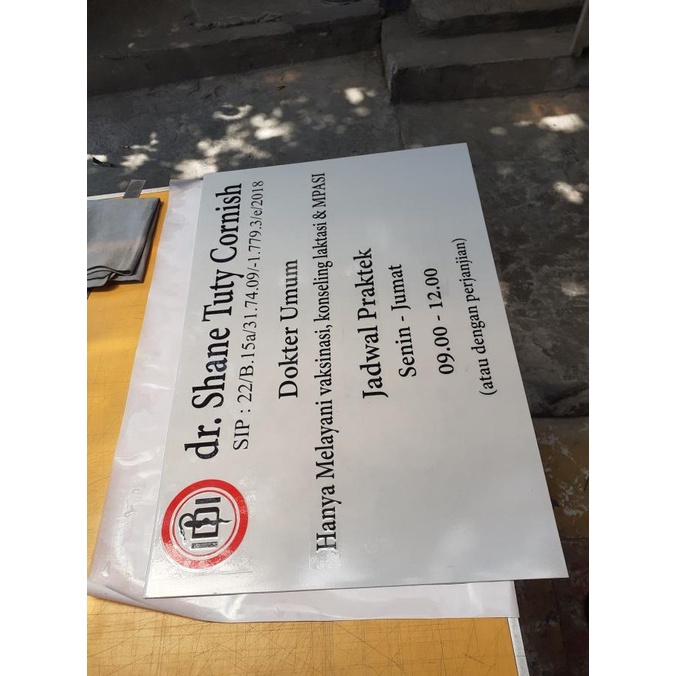 IDI
dr. Shane Tuty Cornish
SIP : 22/B.15a/31.74.09/-1.779.3/e/2018
Dokter Umum
Hanya Melayani vaksinasi, konseling laktasi & MPASI
Jadwal Praktek
Senin - Jumat
09.00 - 12.00
(atau dengan perjanjian)